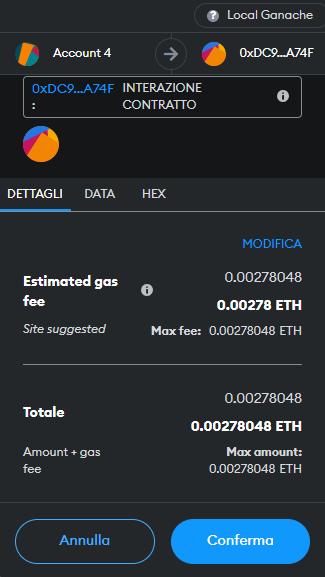 ? Local Ganache
Account 4
0xDC9...A74F
0xDC9...A74F : INTERAZIONE CONTRATTO
DETTAGLI DATA HEX
MODIFICA
Estimated gas fee
0.00278048
0.00278 ETH
Site suggested
Max fee: 0.00278048 ETH
Totale
0.00278048
0.00278048 ETH
Amount + gas fee
Max amount:
0.00278048 ETH
Annulla
Conferma